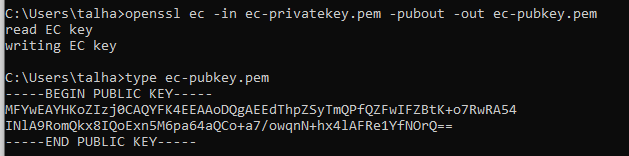 C:\Users\talha>openssl ec -in ec-privatekey.pem -pubout -out ec-pubkey.pem
read EC key
writing EC key
C:\Users\talha>type ec-pubkey.pem
-----BEGIN PUBLIC KEY-----
MFYwEAYHKoZIzj0CAQYFK4EEAAoDQgAEEdThpZSyTmQPfQZFwIFZBtK+o7RwRA54
INlA9RomQkx8IQoExn5M6pa64aQCo+a7/owqnN+hx4lAFRe1YfNOrQ==
-----END PUBLIC KEY-----